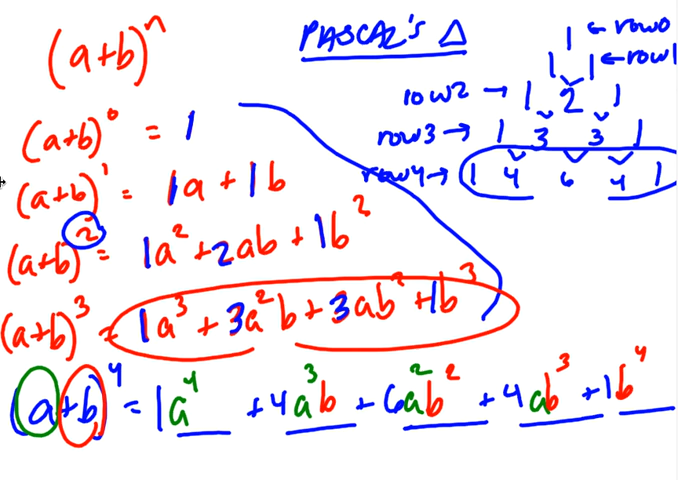 (a+b)^n
PASCAL'S Δ
1 ← row0
1 1 ← row1
row2 → 1 2 1
row3 → 1 3 3 1
row4 → 1 4 6 4 1
(a+b)^0 = 1
(a+b)^1 = 1a + 1b
(a+b)^2 = 1a^2 + 2ab + 1b^2
(a+b)^3 = 1a^3 + 3a^2b + 3ab^2 + 1b^3
(a+b)^4 = 1a^4 + 4a^3b + 6a^2b^2 + 4ab^3 + 1b^4